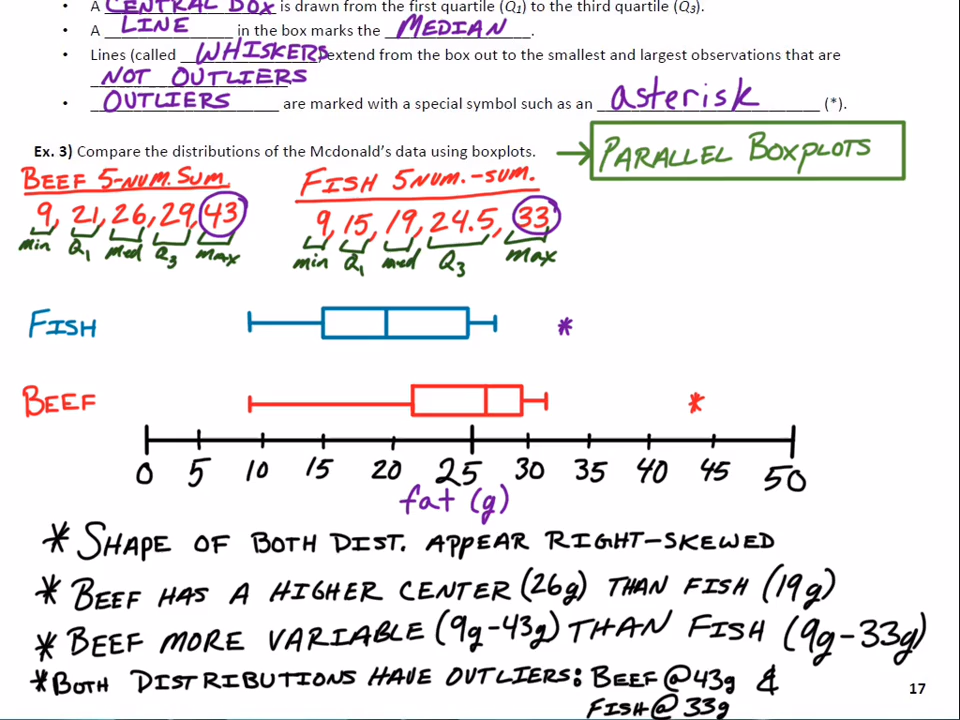 • A CENTRAL BOX is drawn from the first quartile (Q1) to the third quartile (Q3).
• A LINE in the box marks the MEDIAN.
• Lines (called WHISKERS) extend from the box out to the smallest and largest observations that are
NOT OUTLIERS
• OUTLIERS are marked with a special symbol such as an asterisk (*).
Ex. 3) Compare the distributions of the Mcdonald's data using boxplots. → PARALLEL BOXPLOTS
BEEF 5-NUM. SUM.
9, 21, 26, 29, 43
min Q1 Med Q3 Max
FISH 5NUM.-SUM.
9, 15, 19, 24.5, 33
min Q1 med Q3 Max
FISH *
BEEF *
0 5 10 15 20 25 30 35 40 45 50
fat (g)
* SHAPE OF BOTH DIST. APPEAR RIGHT-SKEWED
* BEEF HAS A HIGHER CENTER (26g) THAN FISH (19g)
* BEEF MORE VARIABLE (9g-43g) THAN FISH (9g-33g)
* BOTH DISTRIBUTIONS HAVE OUTLIERS: BEEF @ 43g &
FISH @ 33g
17